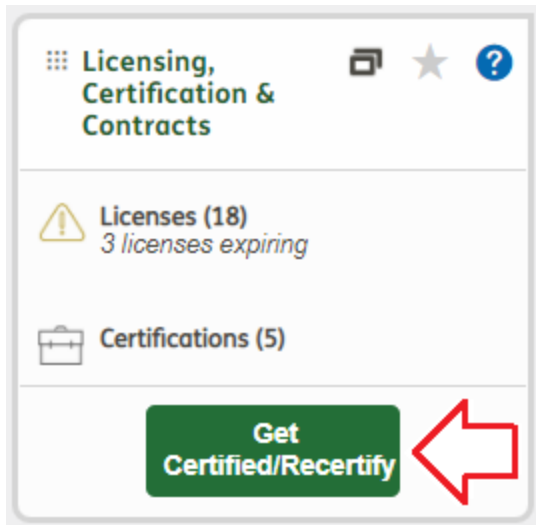 Licensing,
Certification &
Contracts
?
Licenses (18)
3 licenses expiring
Certifications (5)
Get
Certified/Recertify